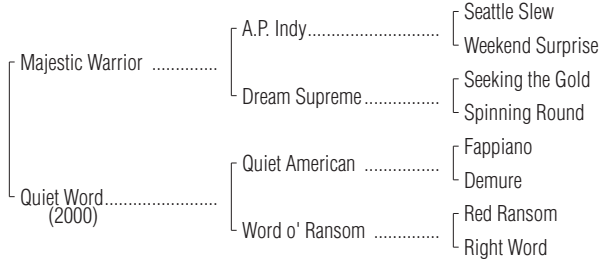 Seattle Slew
A.P. Indy..............................
Weekend Surprise
Majestic Warrior ...............
Seeking the Gold
Dream Supreme.................
Spinning Round
Fappiano
Quiet American .................
Demure
Quiet Word..........................
(2000)
Red Ransom
Word o' Ransom ...............
Right Word